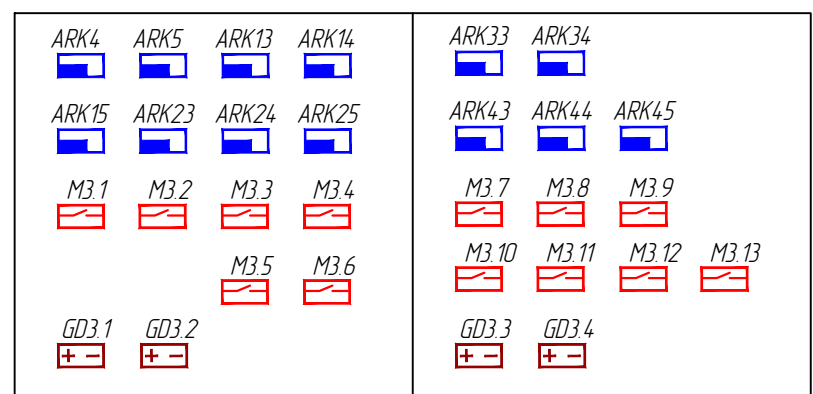 ARK4 ARK5 ARK13 ARK14
ARK15 ARK23 ARK24 ARK25
M3.1 M3.2 M3.3 M3.4
M3.5 M3.6
GD3.1 GD3.2
ARK33 ARK34
ARK43 ARK44 ARK45
M3.7 M3.8 M3.9
M3.10 M3.11 M3.12 M3.13
GD3.3 GD3.4